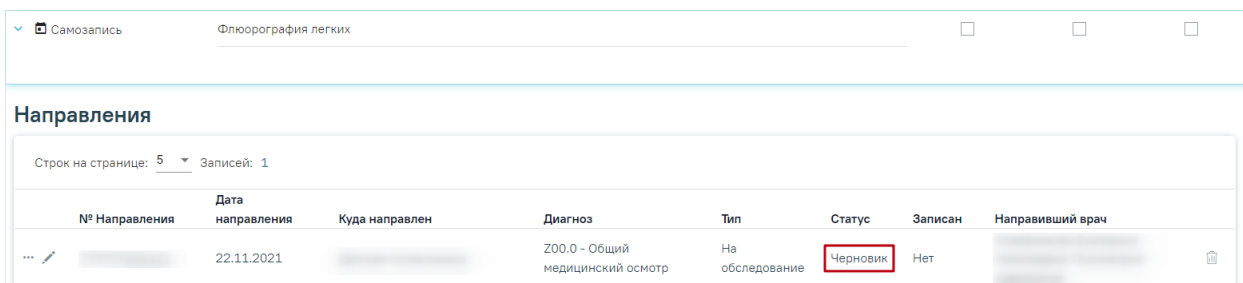 Самозапись Флюорография легких
Направления
Строк на странице: 5 Записей: 1
№ Направления Дата направления Куда направлен Диагноз Тип Статус Записан Направивший врач
22.11.2021 Z00.0 - Общий медицинский осмотр На обследование Черновик Нет